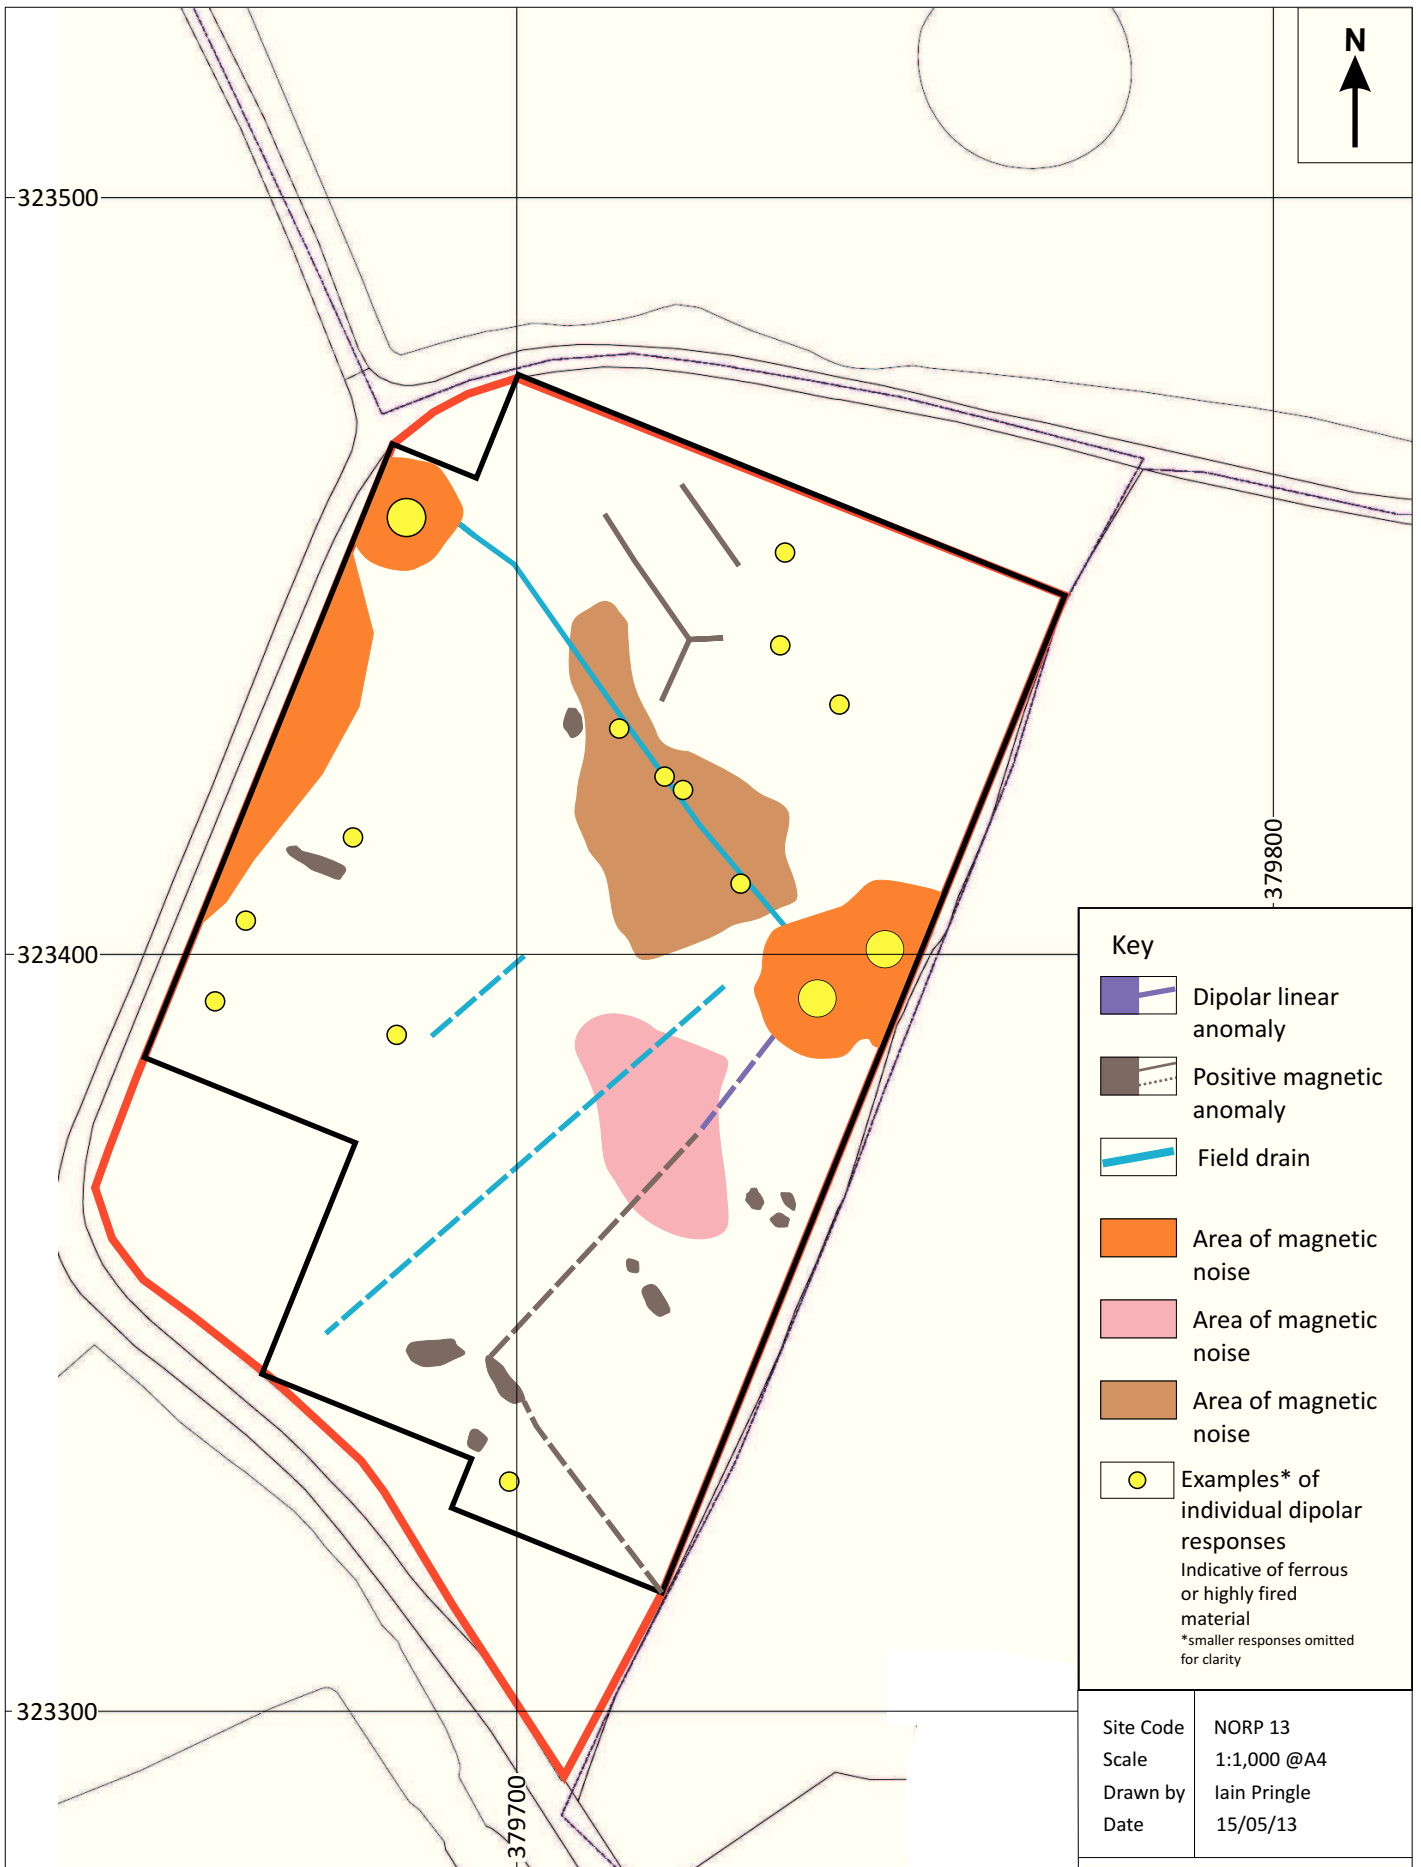 N
323500
379800
323400
Key
Dipolar linear
anomaly
Positive magnetic
anomaly
Field drain
Area of magnetic
noise
Area of magnetic
noise
Area of magnetic
noise
Examples* of
individual dipolar
responses
Indicative of ferrous
or highly fired
material
*smaller responses omitted
for clarity
323300
379700
Site Code NORP 13
Scale 1:1,000 @A4
Drawn by Iain Pringle
Date 15/05/13